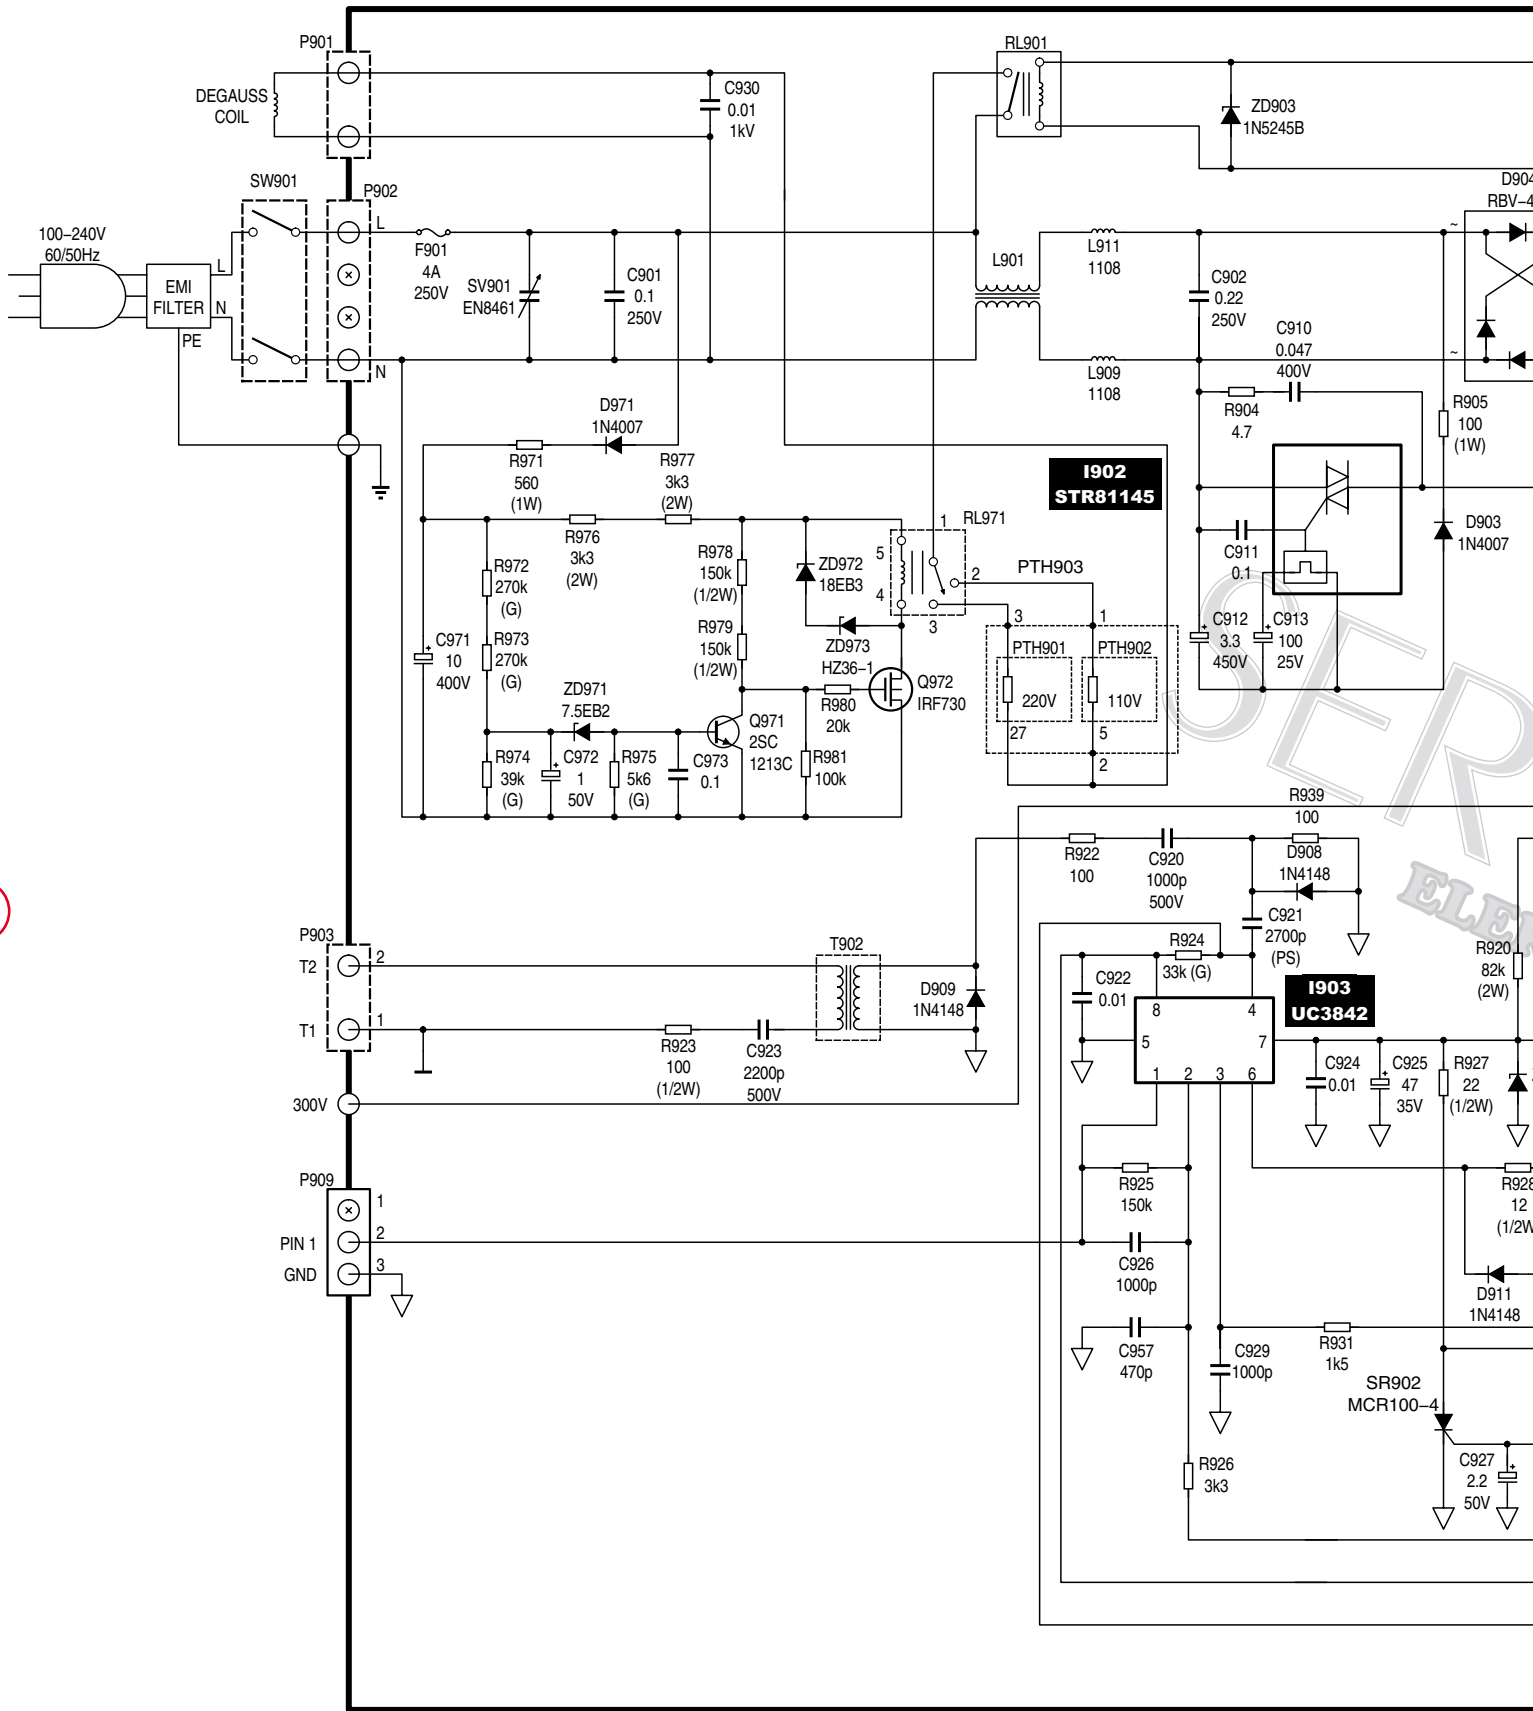 P901
DEGAUSS
COIL
C930
0.01
1kV
RL901
ZD903
1N5245B
SW901
P902
D904
RBV-4
100-240V
60/50Hz
EMI
FILTER
L
N
PE
L
N
F901
4A
250V
SV901
EN8461
C901
0.1
250V
L901
L911
1108
L909
1108
C902
0.22
250V
C910
0.047
400V
~
~
R904
4.7
R905
100
(1W)
D971
1N4007
R971
560
(1W)
R977
3k3
(2W)
R976
3k3
(2W)
I902
STR81145
RL971
1
5
4
2
3
R972
270k
(G)
R973
270k
(G)
C971
+
10
400V
R978
150k
(1/2W)
R979
150k
(1/2W)
ZD972
18EB3
ZD973
HZ36-1
PTH903
3
1
PTH901
220V
27
PTH902
110V
5
2
C911
0.1
D903
1N4007
C912
+
3.3
450V
C913
+
100
25V
ZD971
7.5EB2
R974
39k
(G)
C972
+
1
50V
R975
5k6
(G)
C973
0.1
Q971
2SC
1213C
R980
20k
R981
100k
Q972
IRF730
SER
ELE
R939
100
D908
1N4148
R922
100
C920
1000p
500V
C921
2700p
(PS)
R924
33k (G)
C922
0.01
R920
82k
(2W)
P903
T2
2
T1
1
T902
D909
1N4148
R923
100
(1/2W)
C923
2200p
500V
300V
I903
UC3842
8
4
5
7
1
2
3
6
C924
0.01
C925
+
47
35V
R927
22
(1/2W)
P909
1
PIN 1
2
GND
3
R925
150k
C926
1000p
C957
470p
C929
1000p
R928
12
(1/2W
D911
1N4148
R931
1k5
SR902
MCR100-4
R926
3k3
C927
+
2.2
50V